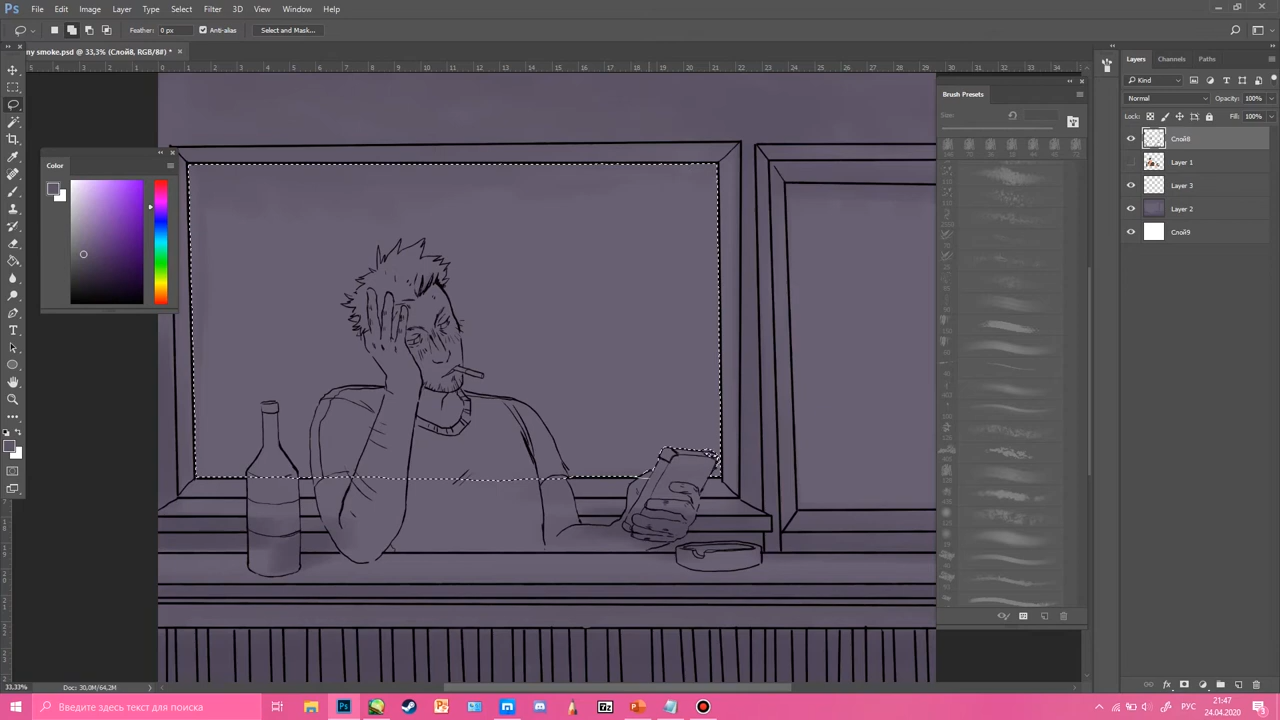 Ps File Edit Image Layer Type Select Filter 3D View Window Help
Feather: 0 px Anti-alias Select and Mask...
ny smoke.psd @ 33,3% (Слой8, RGB/8#) *
Color
Brush Presets
Size:
Layers Channels Paths
Kind
Normal Opacity: 100%
Lock: Fill: 100%
Слой8
Layer 1
Layer 3
Layer 2
Слой9
33,33% Doc: 30,0M/64,2M
Введите здесь текст для поиска
РУС
21:47
24.04.2020